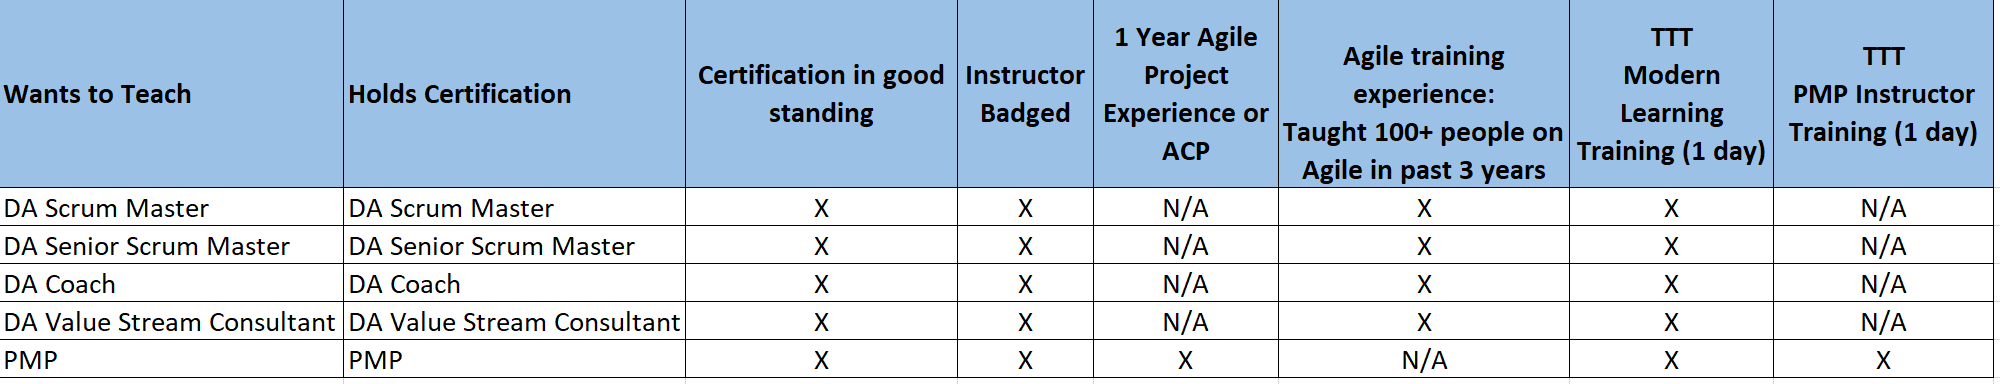 Wants to Teach
Holds Certification
Certification in good
standing
Instructor
Badged
1 Year Agile
Project
Experience or
ACP
Agile training
experience:
Taught 100+ people on
Agile in past 3 years
TTT
Modern
Learning
Training (1 day)
TTT
PMP Instructor
Training (1 day)
DA Scrum Master DA Scrum Master X X N/A X X N/A
DA Senior Scrum Master DA Senior Scrum Master X X N/A X X N/A
DA Coach DA Coach X X N/A X X N/A
DA Value Stream Consultant DA Value Stream Consultant X X N/A X X N/A
PMP PMP X X X N/A X X